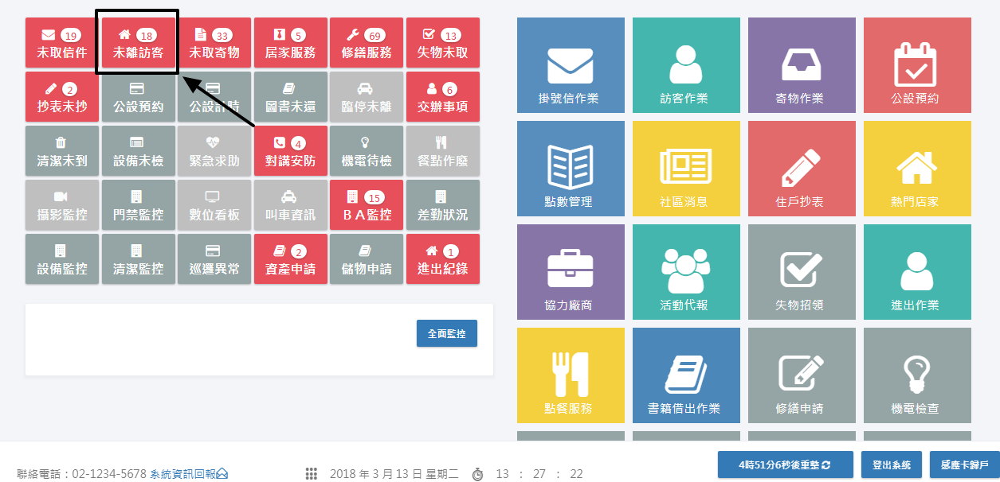 19 18 33 5 69 13
未取信件 未離訪客 未取寄物 居家服務 修繕服務 失物未取
2 6
抄表未抄 公設預約 公設計時 圖書未還 臨停未離 交辦事項
4
清潔未到 設備未檢 緊急求助 對講安防 機電待檢 餐點作廢
15
攝影監控 門禁監控 數位看板 叫車資訊 ＢＡ監控 差勤狀況
2 1
設備監控 清潔監控 巡邏異常 資產申請 儲物申請 進出紀錄
全面監控
掛號信作業 訪客作業 寄物作業 公設預約
點數管理 社區消息 住戶抄表 熱門店家
協力廠商 活動代報 失物招領 進出作業
點餐服務 書籍借出作業 修繕申請 機電檢查
聯絡電話：02-1234-5678 系統資訊回報 2018 年 3 月 13 日 星期二 13 : 27 : 22 4時51分6秒後重整 登出系統 感應卡歸戶